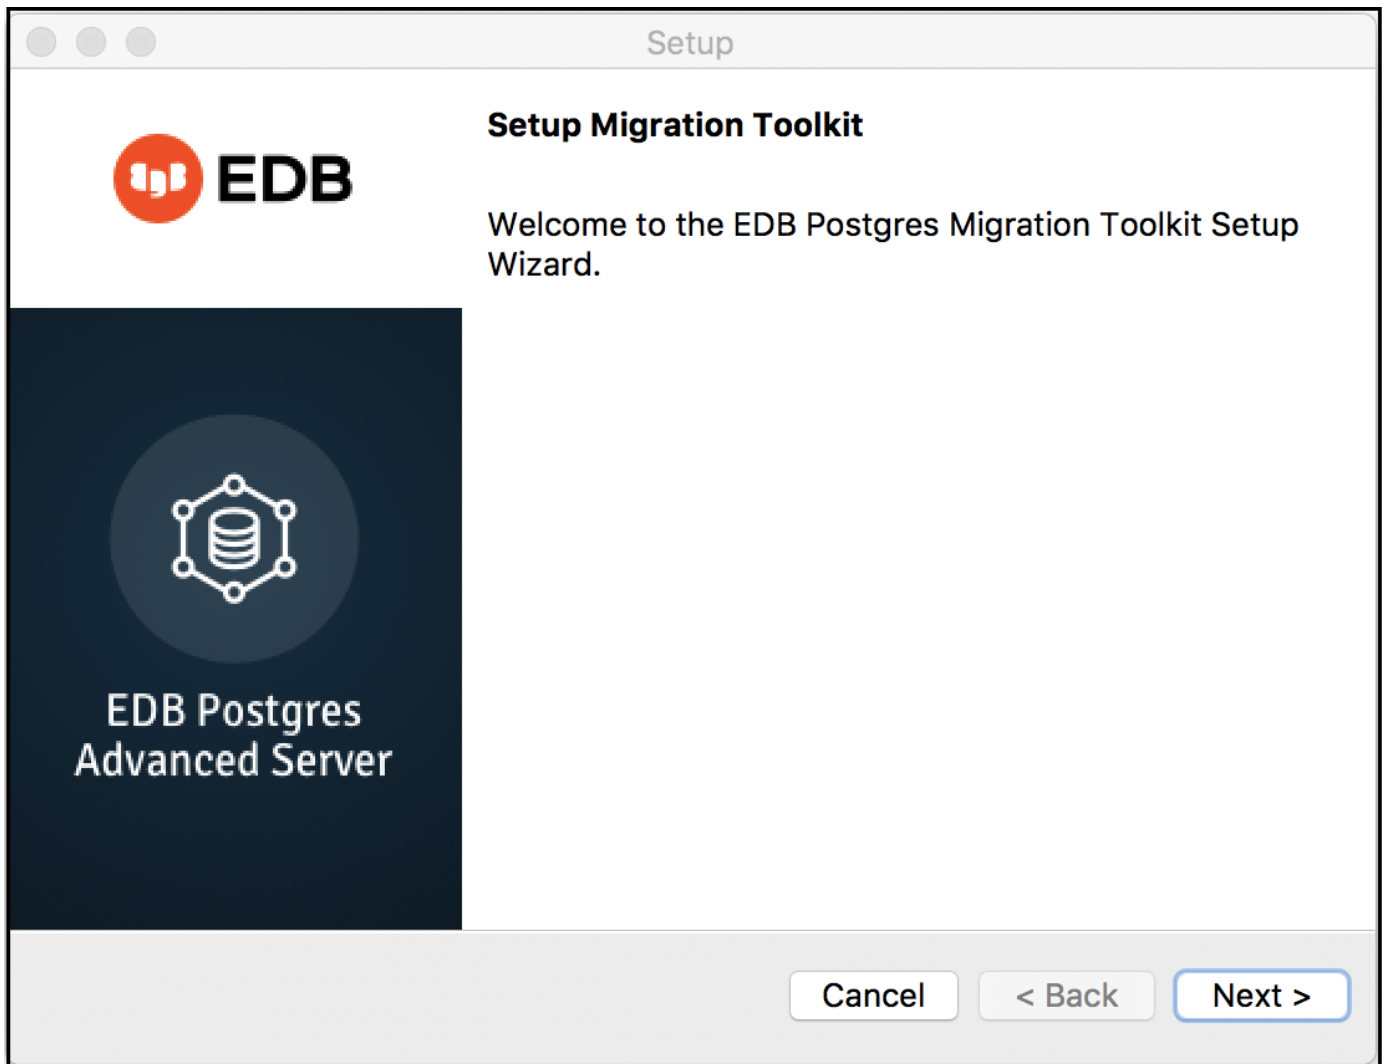 Setup
EDB
Setup Migration Toolkit
Welcome to the EDB Postgres Migration Toolkit Setup
Wizard.
EDB Postgres
Advanced Server
Cancel
< Back
Next >